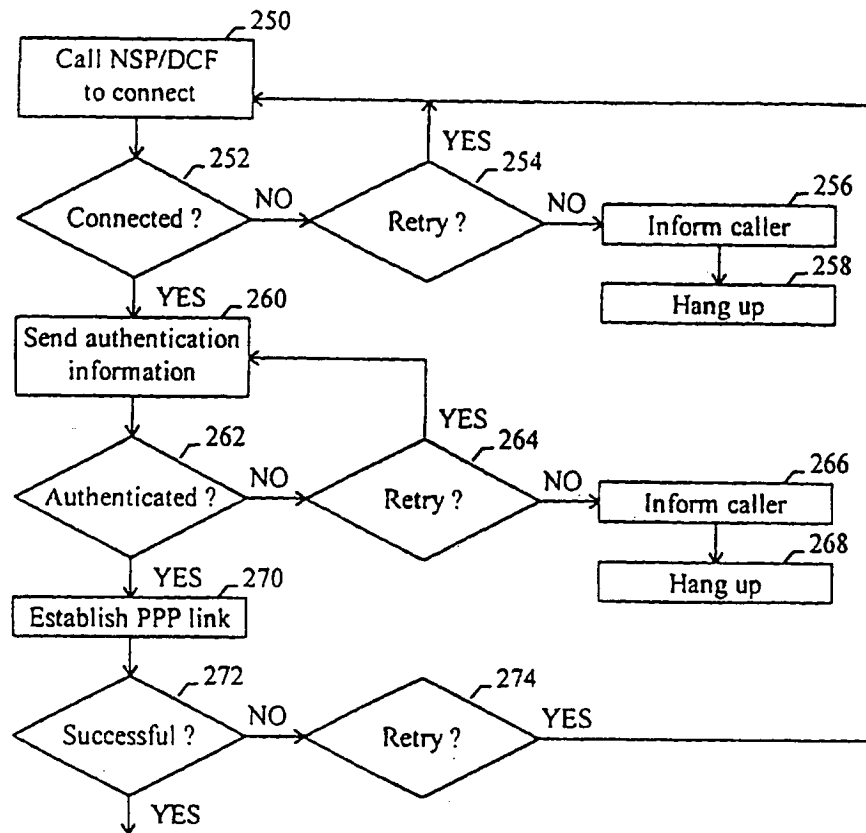 250
Call NSP/DCF
to connect
YES
252
254
NO
256
Connected ?
Retry ?
NO
Inform caller
258
YES
260
Hang up
Send authentication
information
YES
262
264
NO
266
Authenticated ?
Retry ?
NO
Inform caller
268
YES
270
Hang up
Establish PPP link
272
274
NO
YES
Successful ?
Retry ?
YES